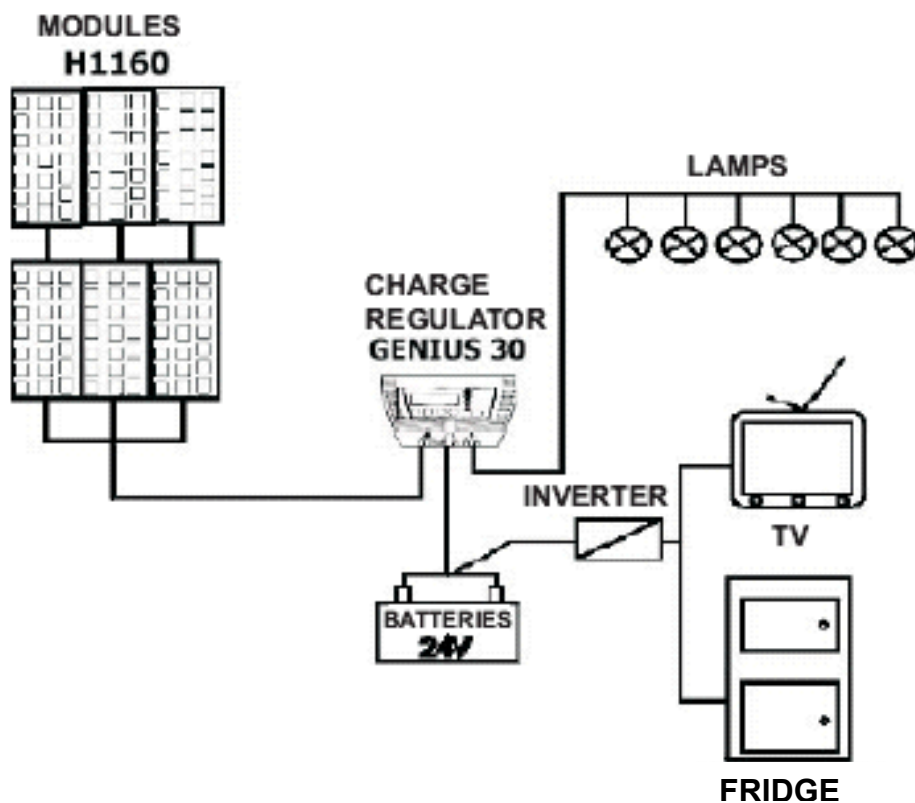 MODULES
H1160
LAMPS
CHARGE
REGULATOR
GENIUS 30
INVERTER
TV
BATTERIES
24V
FRIDGE